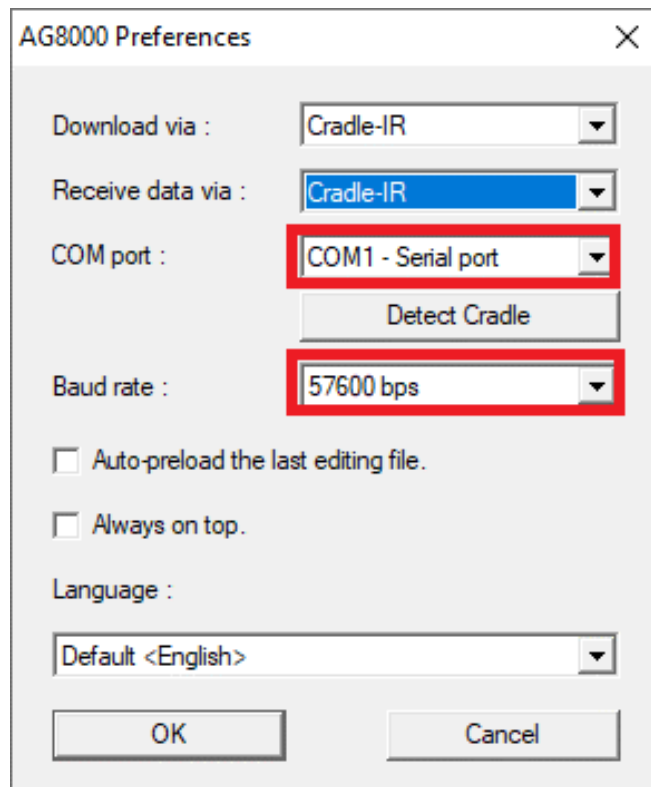 AG8000 Preferences
Download via : Cradle-IR
Receive data via : Cradle-IR
COM port : COM1 - Serial port
Detect Cradle
Baud rate : 57600 bps
Auto-preload the last editing file.
Always on top.
Language :
Default <English>
OK Cancel